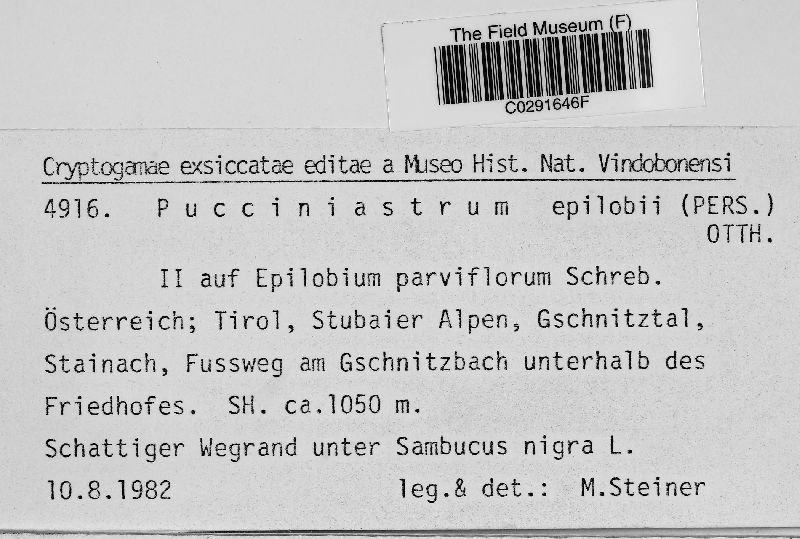 The Field Museum (F)
C0291646F
Cryptogamae exsiccatae editae a Museo Hist. Nat. Vindobonensi
4916. Pucciniastrum epilobii (PERS.)
OTTH.
II auf Epilobium parviflorum Schreb.
Österreich; Tirol, Stubaier Alpen, Gschnitztal,
Stainach, Fussweg am Gschnitzbach unterhalb des
Friedhofes. SH. ca.1050 m.
Schattiger Wegrand unter Sambucus nigra L.
10.8.1982 leg.& det.: M.Steiner